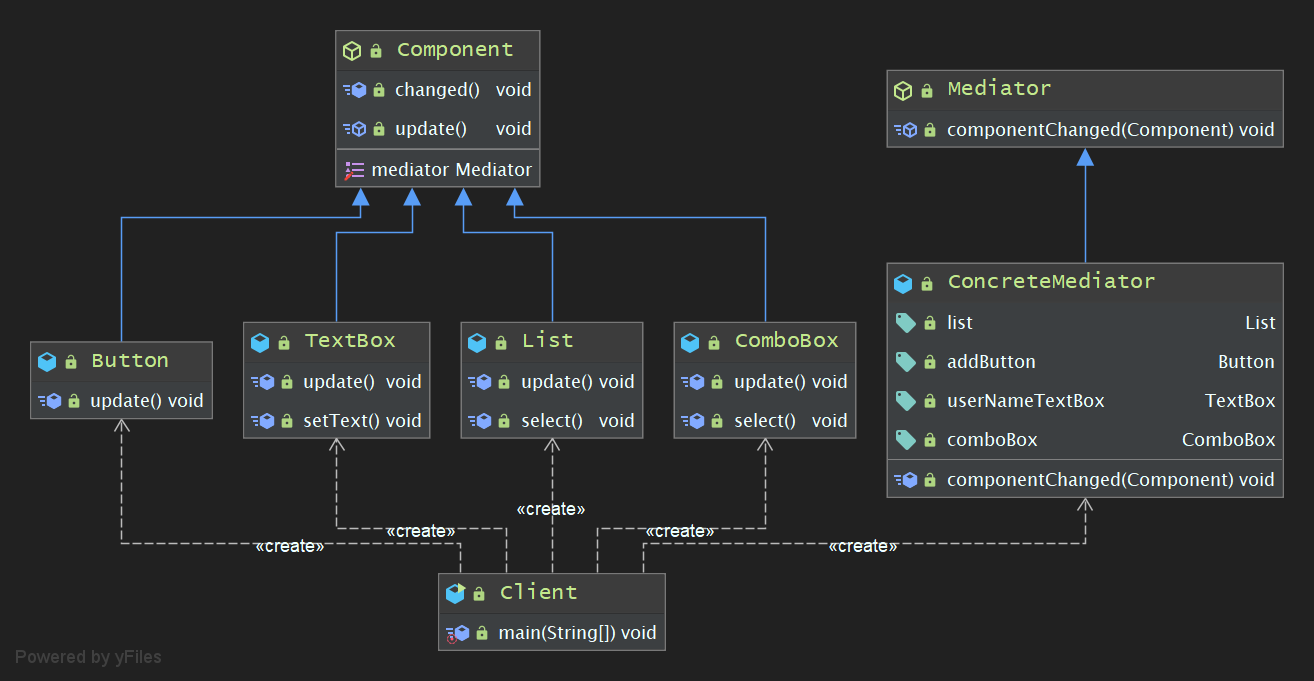 Component
changed() void
update() void
mediator Mediator
Mediator
componentChanged(Component) void
Button
update() void
TextBox
update() void
setText() void
List
update() void
select() void
ComboBox
update() void
select() void
ConcreteMediator
list List
addButton Button
userNameTextBox TextBox
comboBox ComboBox
componentChanged(Component) void
«create»
«create»
«create»
«create»
«create»
Client
main(String[]) void
Powered by yFiles